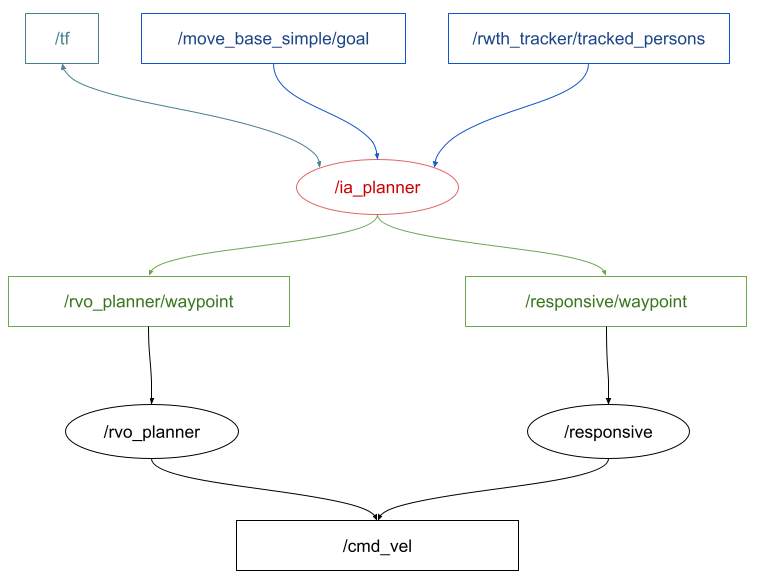 /tf
/move_base_simple/goal
/rwth_tracker/tracked_persons
/ia_planner
/rvo_planner/waypoint
/responsive/waypoint
/rvo_planner
/responsive
/cmd_vel